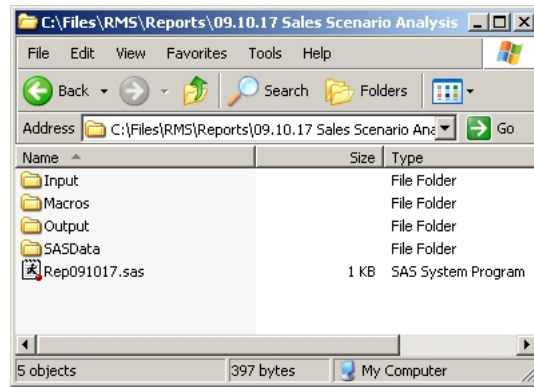 C:\Files\RMS\Reports\09.10.17 Sales Scenario Analysis
File Edit View Favorites Tools Help
Back Search Folders
Address C:\Files\RMS\Reports\09.10.17 Sales Scenario Ana Go
Name Size Type
Input File Folder
Macros File Folder
Output File Folder
SASData File Folder
Rep091017.sas 1 KB SAS System Program
5 objects 397 bytes My Computer